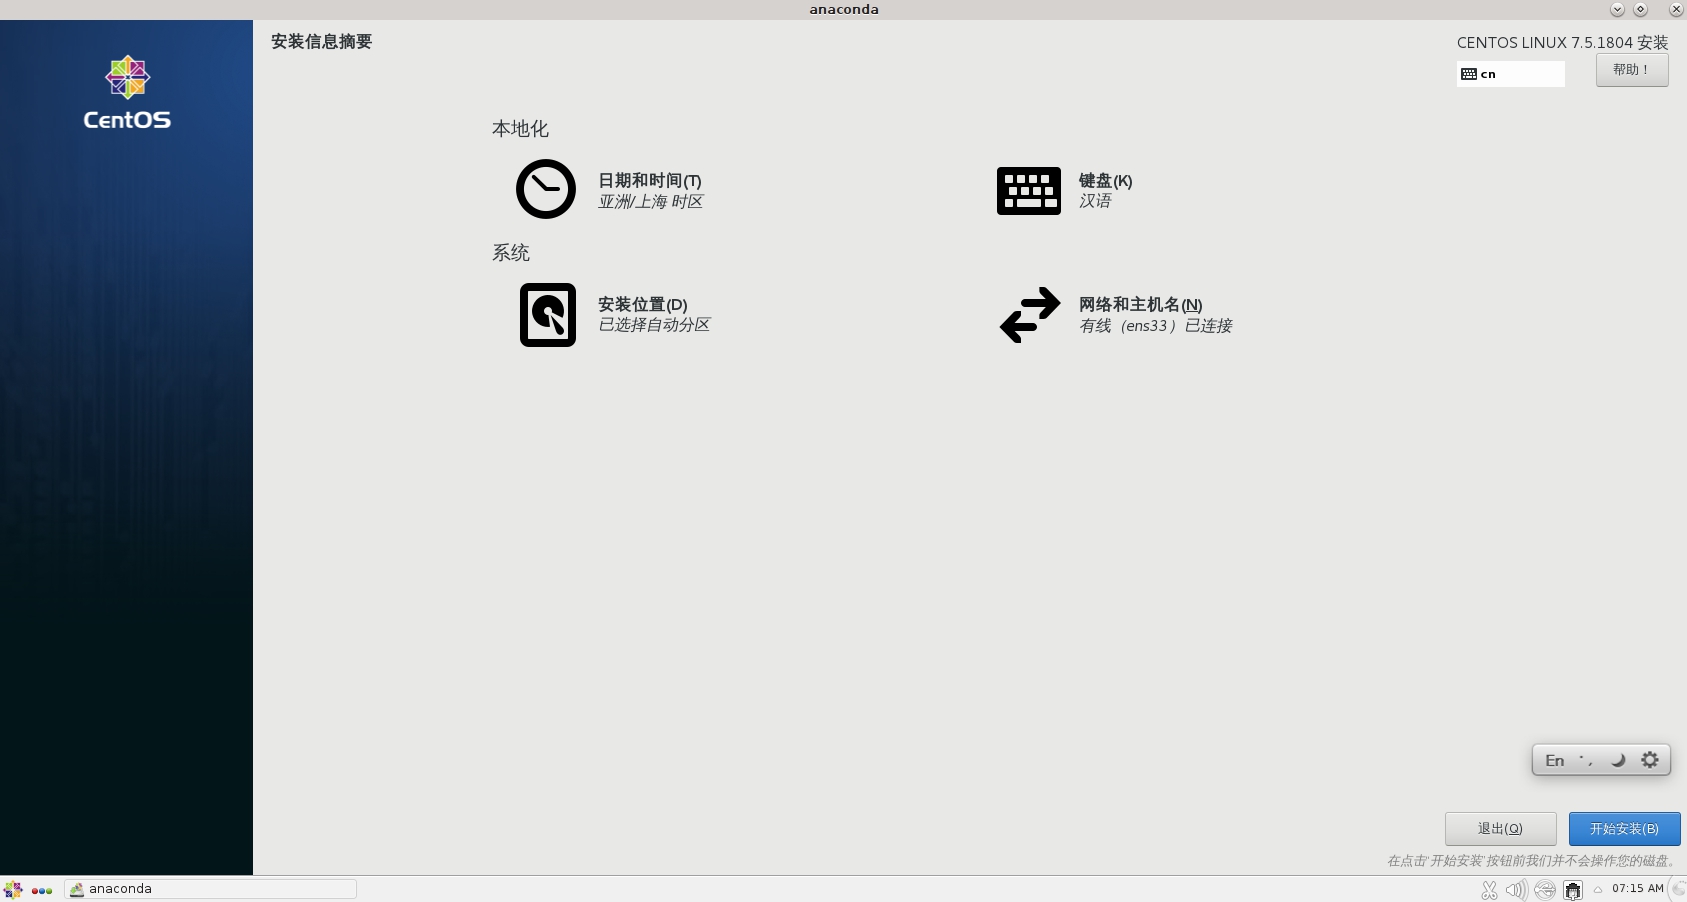 anaconda
安装信息摘要
CENTOS LINUX 7.5.1804 安装
cn
帮助！
CentOS
本地化
日期和时间(T)
亚洲/上海 时区
键盘(K)
汉语
系统
安装位置(D)
已选择自动分区
网络和主机名(N)
有线（ens33）已连接
En
退出(Q)
开始安装(B)
在点击'开始安装'按钮前我们并不会操作您的磁盘。
anaconda
07:15 AM